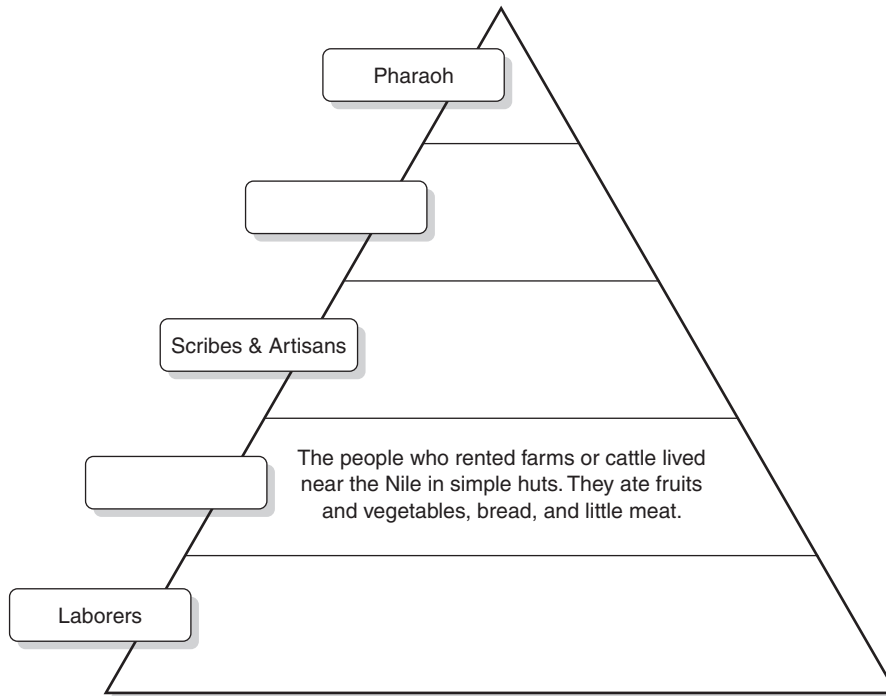 Pharaoh
Scribes & Artisans
The people who rented farms or cattle lived
near the Nile in simple huts. They ate fruits
and vegetables, bread, and little meat.
Laborers